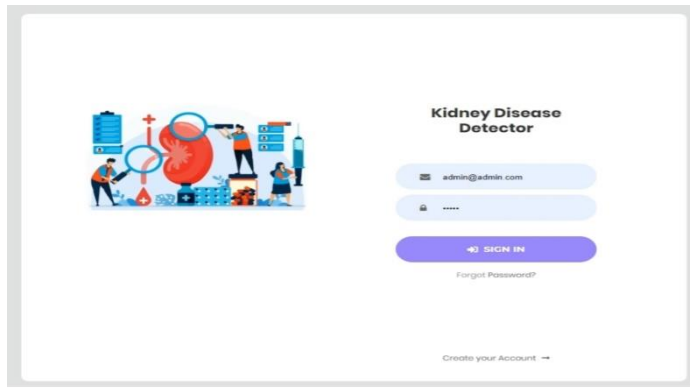 Kidney Disease
Detector
admin@admin.com
•••••
SIGN IN
Forgot Password?
Create your Account →